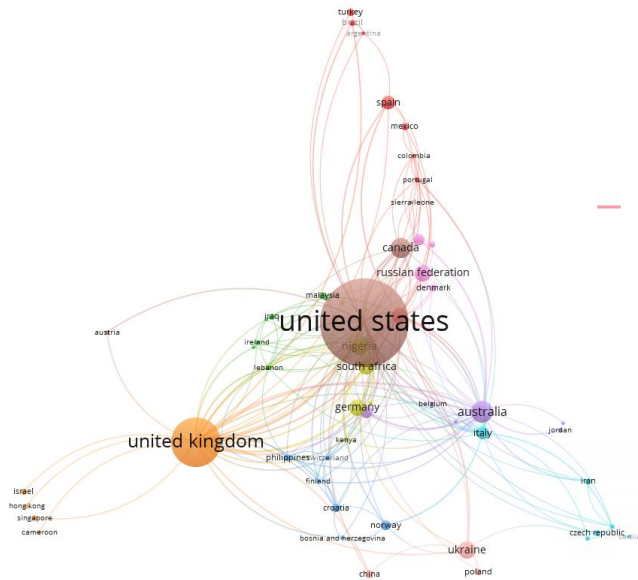 turkey
brazil
argentina
spain
mexico
colombia
portugal
sierra leone
canada
russian federation
denmark
malaysia
iraq
united states
austria
ireland
nigeria
lebanon
south africa
germany
belgium
australia
jordan
united kingdom
italy
kenya
philippines
switzerland
finland
iran
israel
hong kong
singapore
cameroon
croatia
norway
czech republic
bosnia and herzegovina
ukraine
china
poland